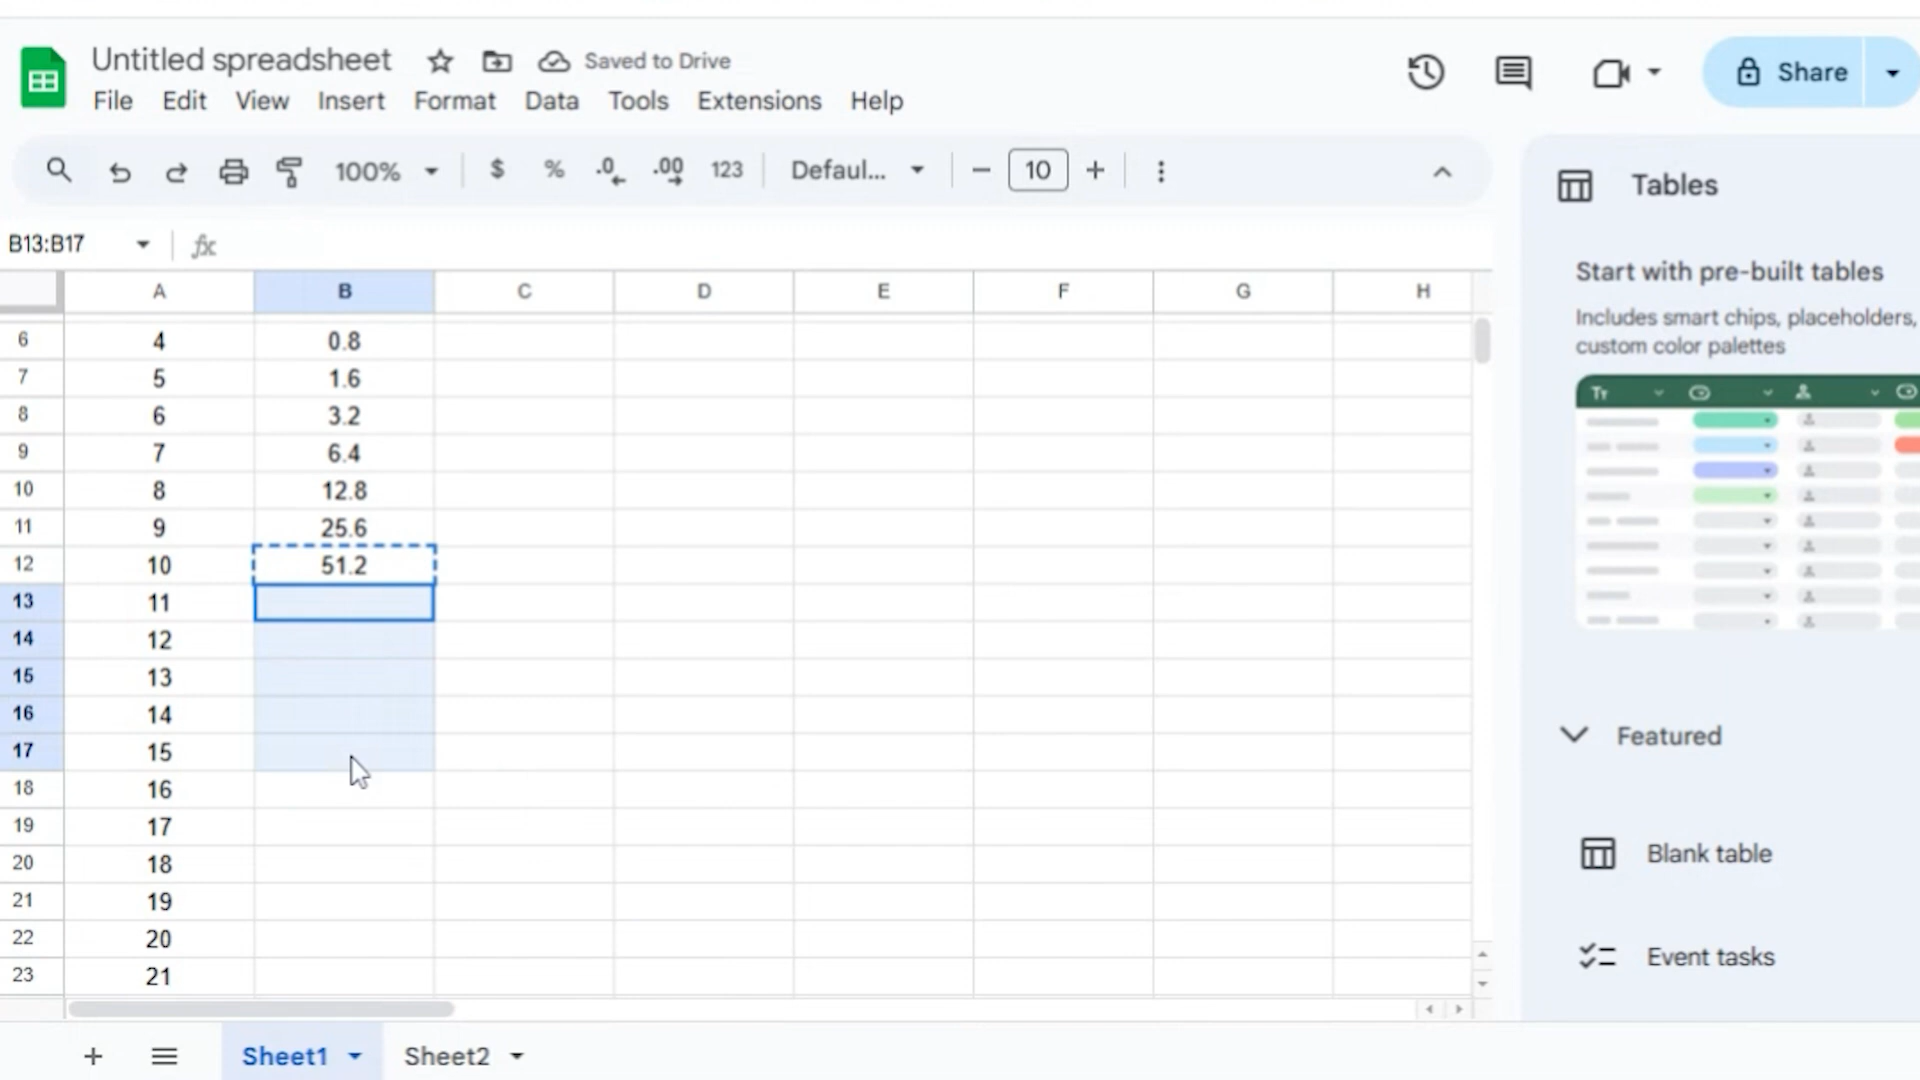 Untitled spreadsheet Saved to Drive
File Edit View Insert Format Data Tools Extensions Help
Share
100% $ % .0 .00 123 Defaul... 10
B13:B17 fx
A B C D E F G H
6 4 0.8
7 5 1.6
8 6 3.2
9 7 6.4
10 8 12.8
11 9 25.6
12 10 51.2
13 11
14 12
15 13
16 14
17 15
18 16
19 17
20 18
21 19
22 20
23 21
Sheet1 Sheet2
Tables
Start with pre-built tables
Includes smart chips, placeholders,
custom color palettes
Tт
Featured
Blank table
Event tasks